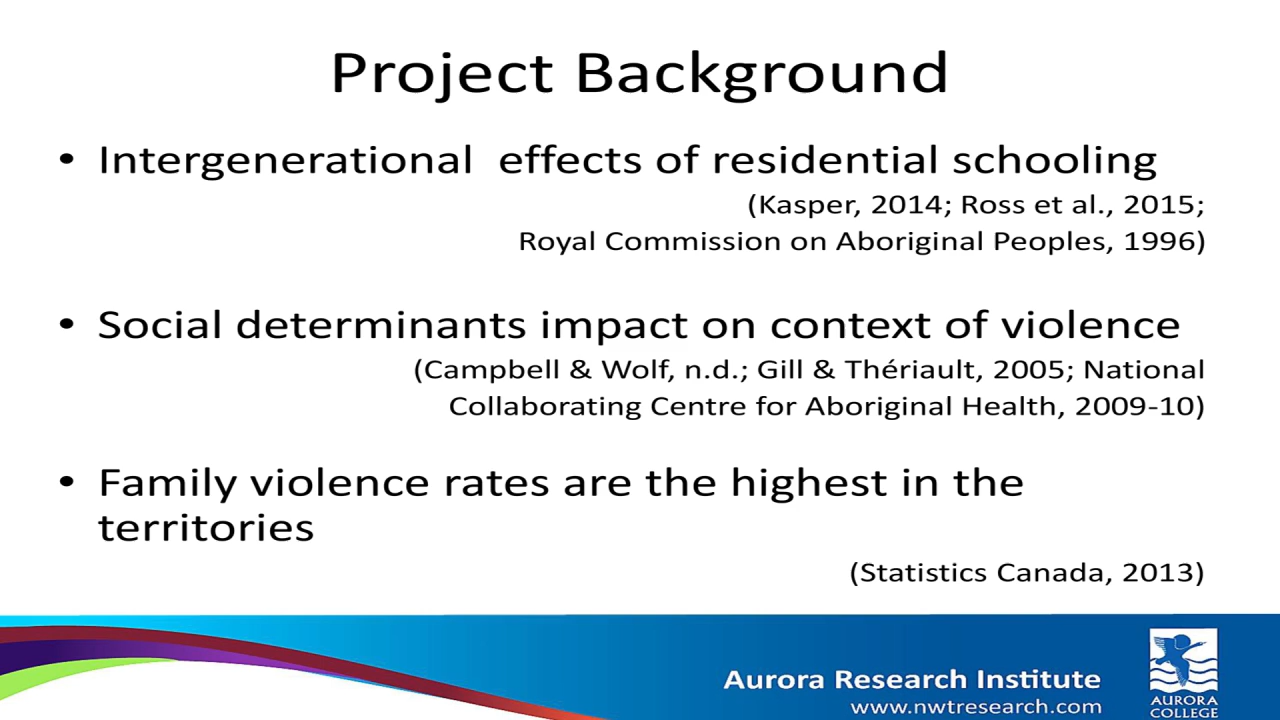 Project Background
• Intergenerational effects of residential schooling
(Kasper, 2014; Ross et al., 2015;
Royal Commission on Aboriginal Peoples, 1996)
• Social determinants impact on context of violence
(Campbell & Wolf, n.d.; Gill & Thériault, 2005; National
Collaborating Centre for Aboriginal Health, 2009-10)
• Family violence rates are the highest in the
territories
(Statistics Canada, 2013)
Aurora Research Institute
www.nwtresearch.com
AURORA
COLLEGE